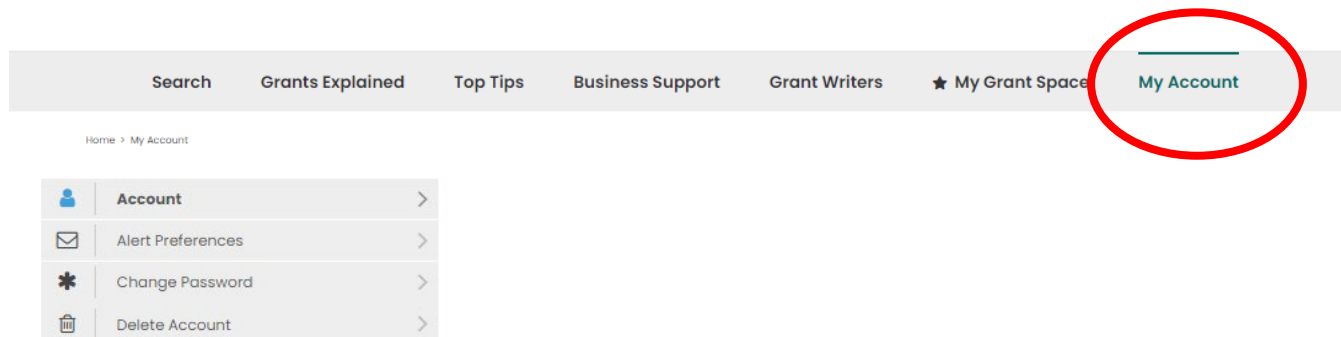 Search Grants Explained Top Tips Business Support Grant Writers My Grant Space My Account
Home > My Account
Account
Alert Preferences
Change Password
Delete Account